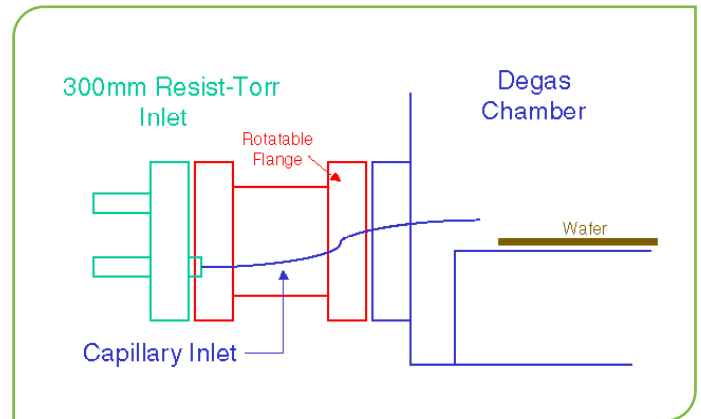 300mm Resist-Torr
Inlet
Rotatable
Flange
Degas
Chamber
Wafer
Capillary Inlet